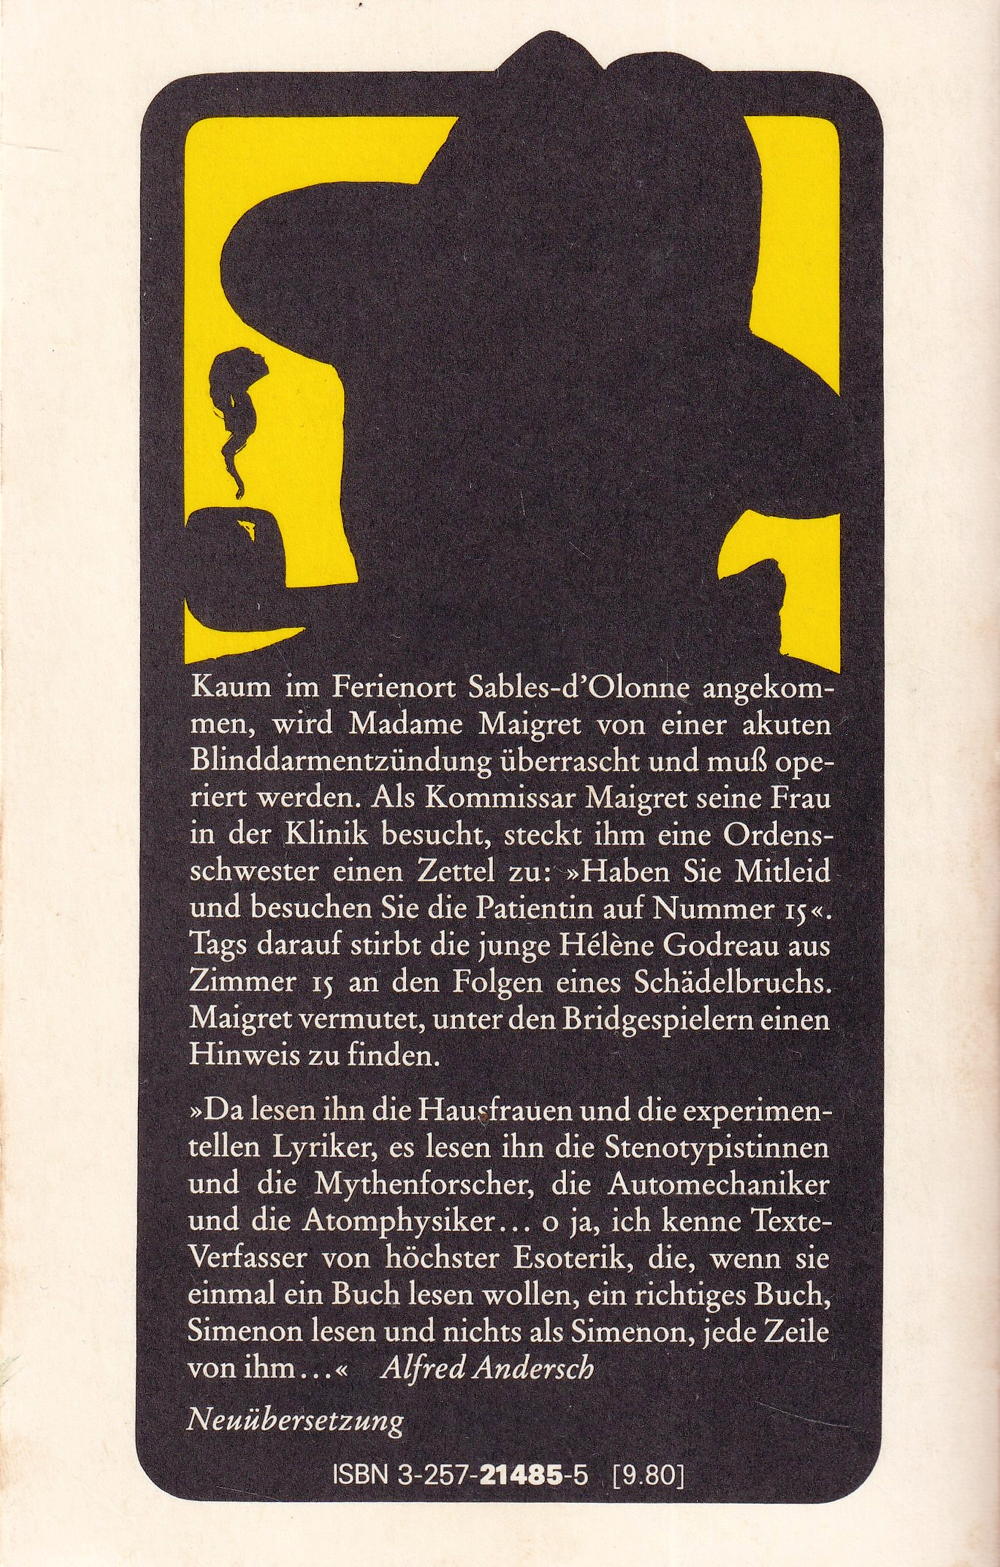 Kaum im Ferienort Sables-d’Olonne angekom-
men, wird Madame Maigret von einer akuten
Blinddarmentzündung überrascht und muß ope-
riert werden. Als Kommissar Maigret seine Frau
in der Klinik besucht, steckt ihm eine Ordens-
schwester einen Zettel zu: »Haben Sie Mitleid
und besuchen Sie die Patientin auf Nummer 15«.
Tags darauf stirbt die junge Hélène Godreau aus
Zimmer 15 an den Folgen eines Schädelbruchs.
Maigret vermutet, unter den Bridgespielern einen
Hinweis zu finden.
»Da lesen ihn die Hausfrauen und die experimen-
tellen Lyriker, es lesen ihn die Stenotypistinnen
und die Mythenforscher, die Automechaniker
und die Atomphysiker... o ja, ich kenne Texte-
Verfasser von höchster Esoterik, die, wenn sie
einmal ein Buch lesen wollen, ein richtiges Buch,
Simenon lesen und nichts als Simenon, jede Zeile
von ihm...« Alfred Andersch
Neuübersetzung
ISBN 3-257-21485-5 [9.80]